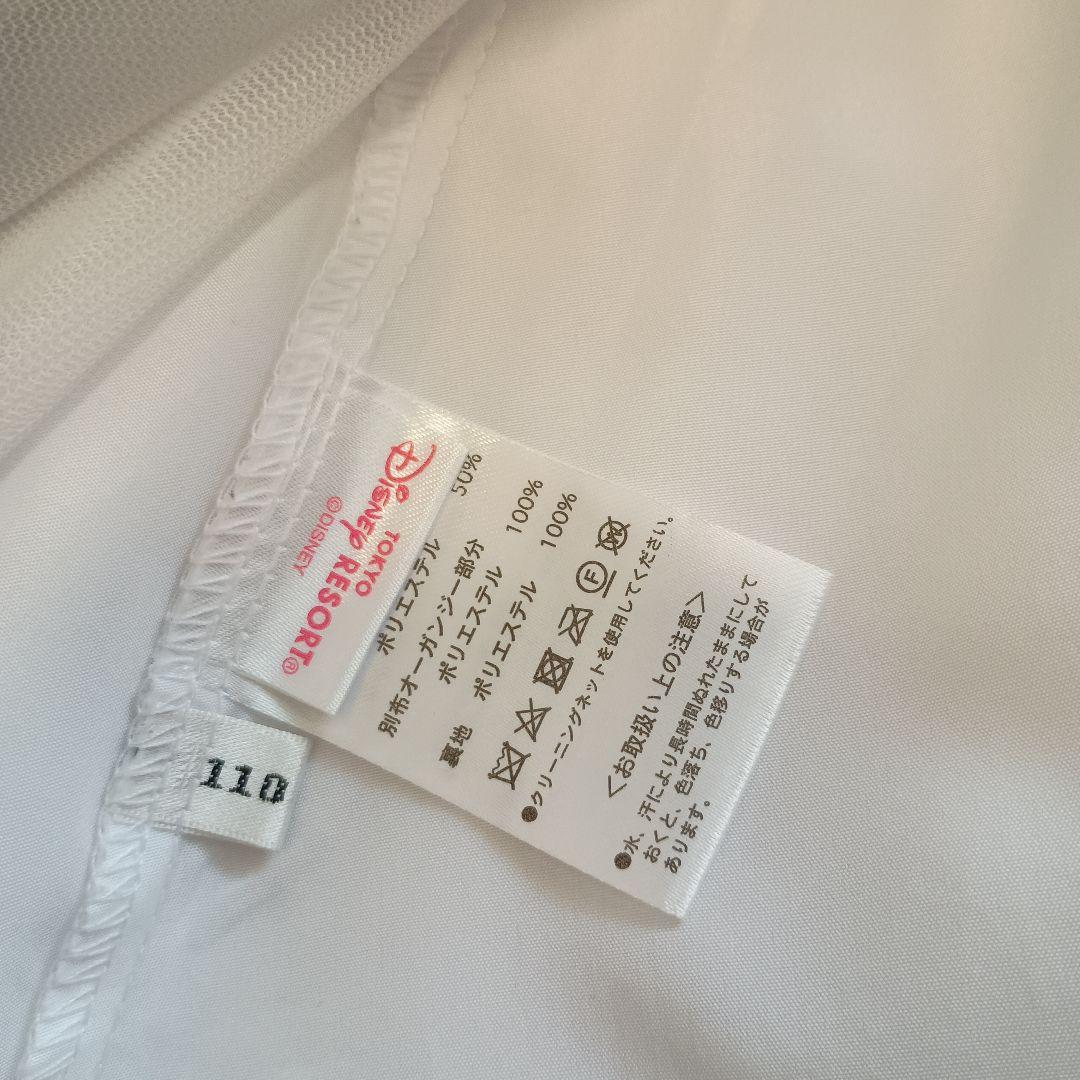 Disney
TOKYO
RESORT®
©DISNEY
110
ポリエステル 50%
別布オーガンジー部分
ポリエステル 100%
裏地 ポリエステル 100%
F
●クリーニングネットを使用してください。
<お取扱い上の注意>
●水、汗により長時間ぬれたままにして
おくと、色落ち、色移りする場合が
あります。